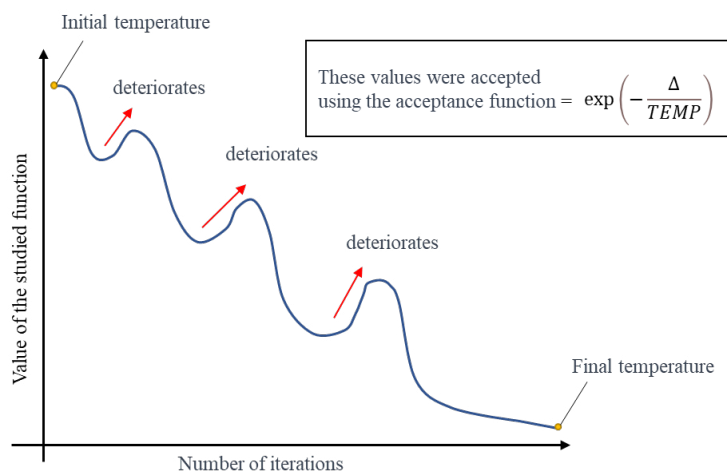 Initial temperature
deteriorates
These values were accepted
using the acceptance function = exp(−Δ/TEMP)
deteriorates
deteriorates
Value of the studied function
Final temperature
Number of iterations